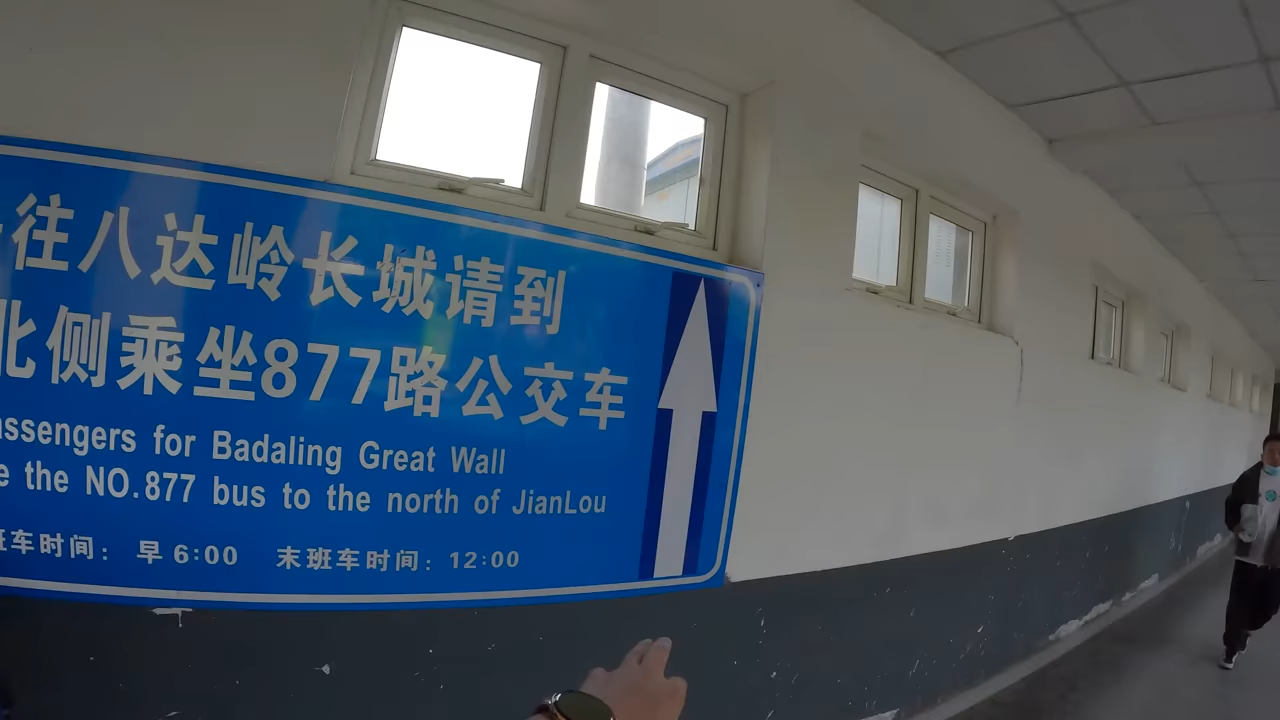 往八达岭长城请到
北侧乘坐877路公交车
for Badaling Great Wall
the NO.877 bus to the north of JianLou
班车时间： 早 6:00 末班车时间：12:00